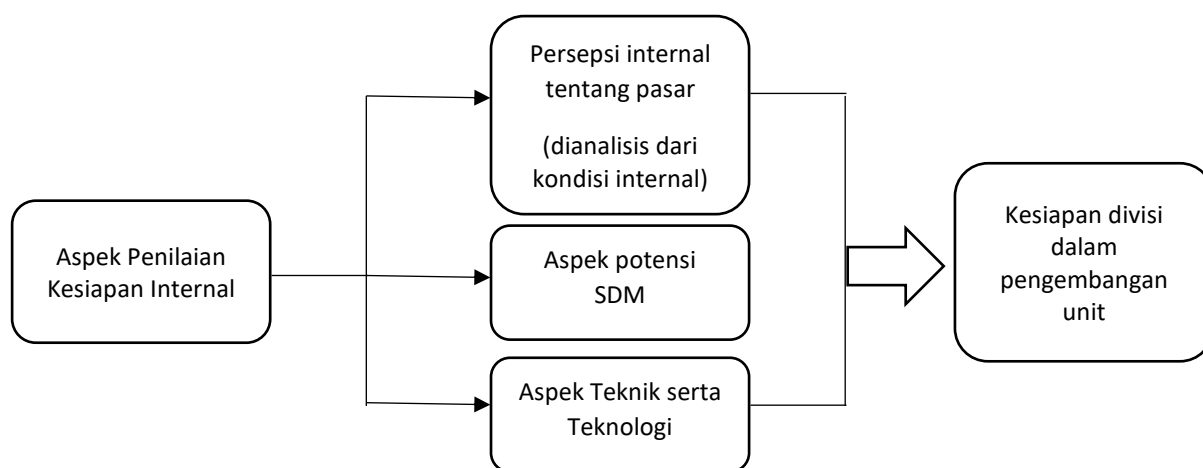 Aspek Penilaian
Kesiapan Internal
Persepsi internal
tentang pasar
(dianalisis dari
kondisi internal)
Aspek potensi
SDM
Aspek Teknik serta
Teknologi
Kesiapan divisi
dalam
pengembangan
unit